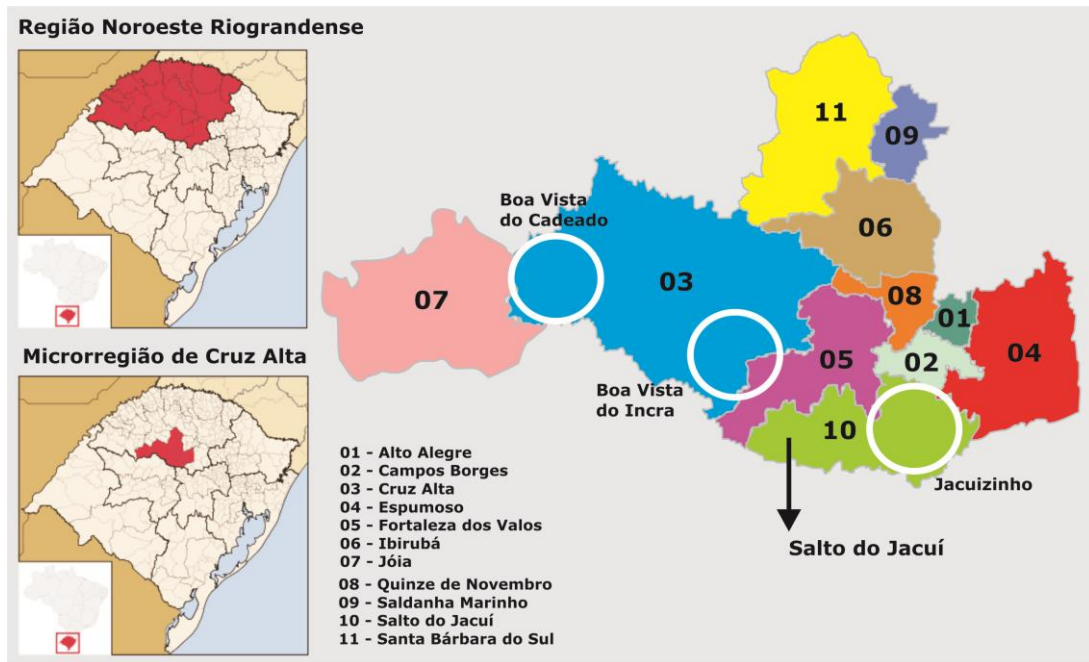 Região Noroeste Riograndense
Microrregião de Cruz Alta
Boa Vista
do Cadeado
11
09
06
03
07
08
01
02
04
05
10
Boa Vista
do Incra
Jacuizinho
Salto do Jacuí
01 - Alto Alegre
02 - Campos Borges
03 - Cruz Alta
04 - Espumoso
05 - Fortaleza dos Valos
06 - Ibirubá
07 - Jóia
08 - Quinze de Novembro
09 - Saldanha Marinho
10 - Salto do Jacuí
11 - Santa Bárbara do Sul